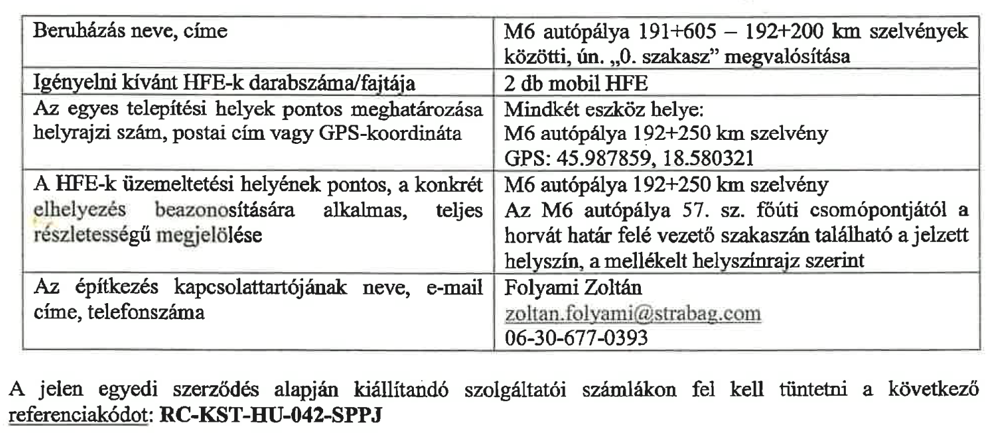 Beruházás neve, címe
M6 autópálya 191+605 – 192+200 km szelvények
közötti, ún. „0. szakasz” megvalósítása
Igényelni kívánt HFE-k darabszáma/fajtája
2 db mobil HFE
Az egyes telepítési helyek pontos meghatározása
helyrajzi szám, postai cím vagy GPS-koordináta
Mindkét eszköz helye:
M6 autópálya 192+250 km szelvény
GPS: 45.987859, 18.580321
A HFE-k üzemeltetési helyének pontos, a konkrét
elhelyezés beazonosítására alkalmas, teljes
részletességű megjelölése
M6 autópálya 192+250 km szelvény
Az M6 autópálya 57. sz. főúti csomópontjától a
horvát határ felé vezető szakaszán található a jelzett
helyszín, a mellékelt helyszínrajz szerint
Az építkezés kapcsolattartójának neve, e-mail
címe, telefonszáma
Folyami Zoltán
zoltan.folyami@strabag.com
06-30-677-0393
A jelen egyedi szerződés alapján kiállítandó szolgáltatói számlákon fel kell tüntetni a következő
referenciakódot: RC-KST-HU-042-SPPJ